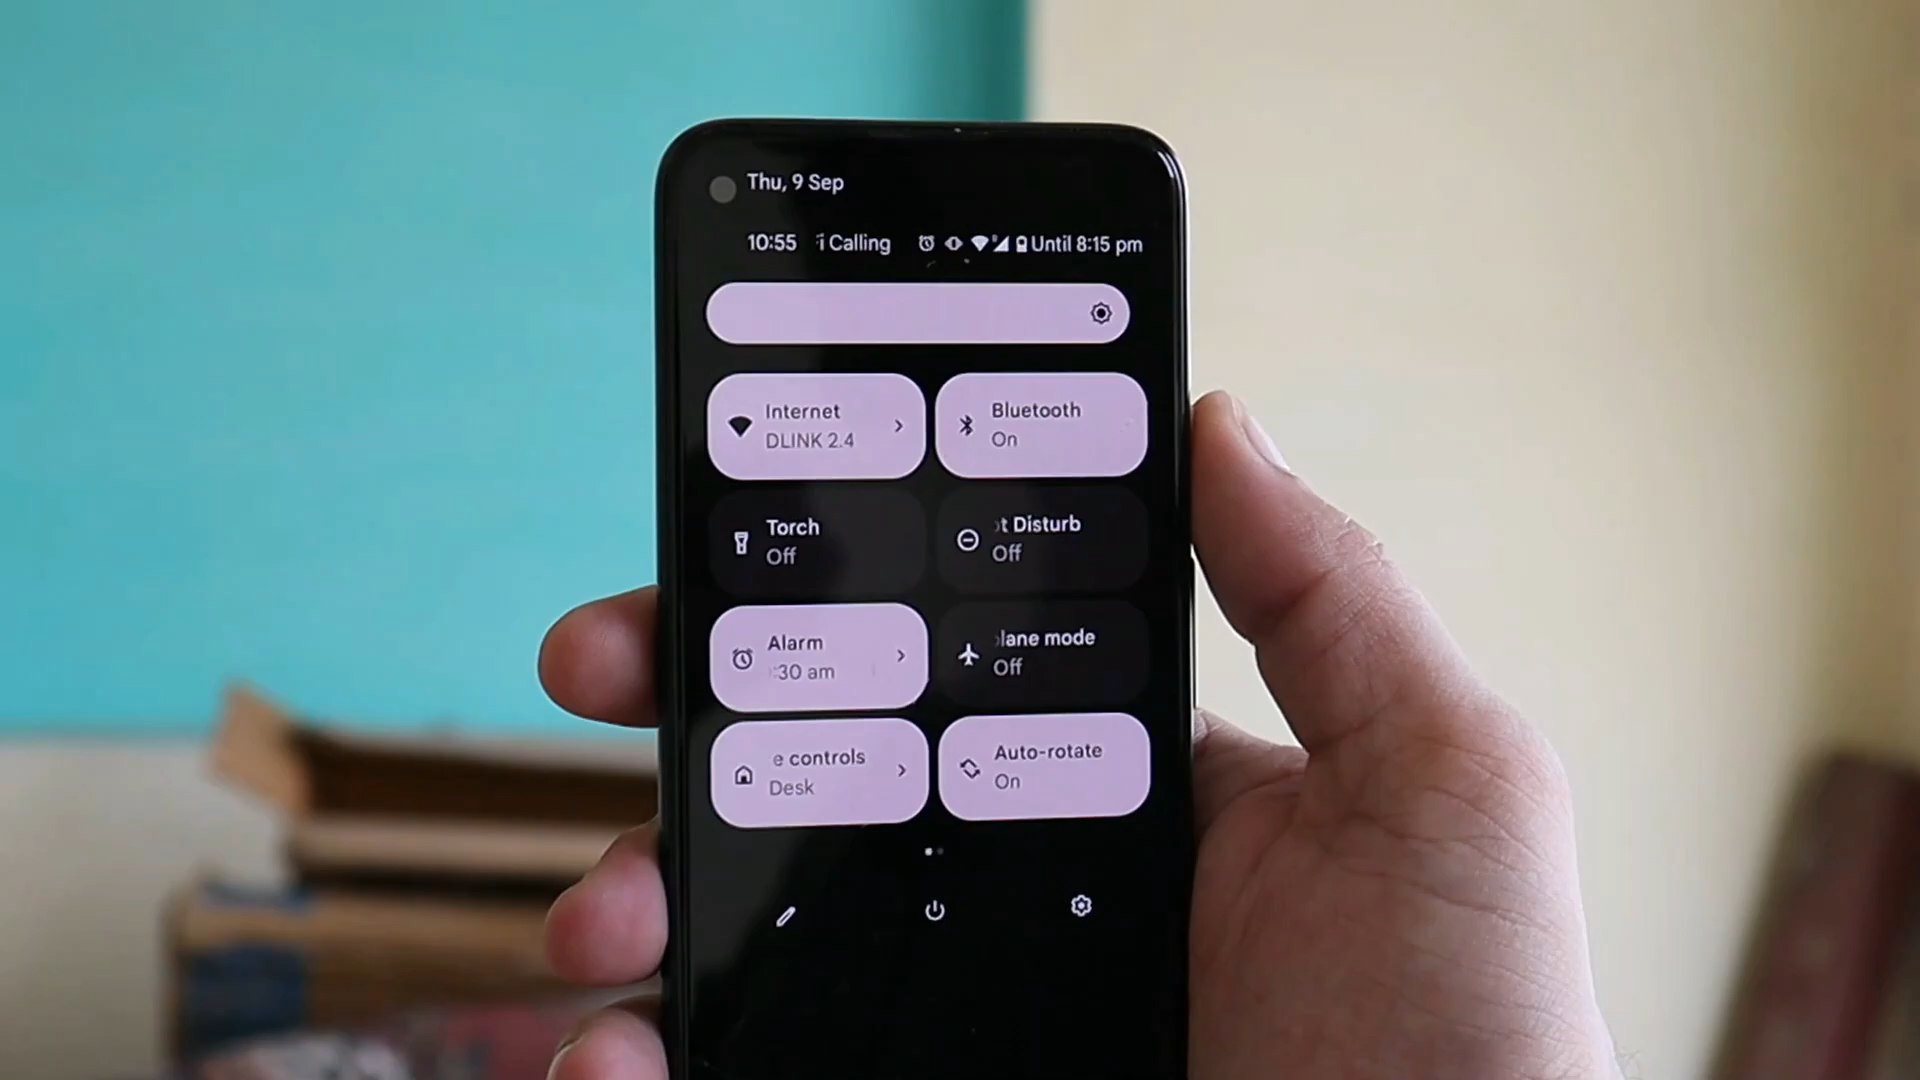 Thu, 9 Sep
10:55 i Calling Until 8:15 pm
Internet
DLINK 2.4
Bluetooth
On
Torch
Off
t Disturb
Off
Alarm
:30 am
lane mode
Off
e controls
Desk
Auto-rotate
On